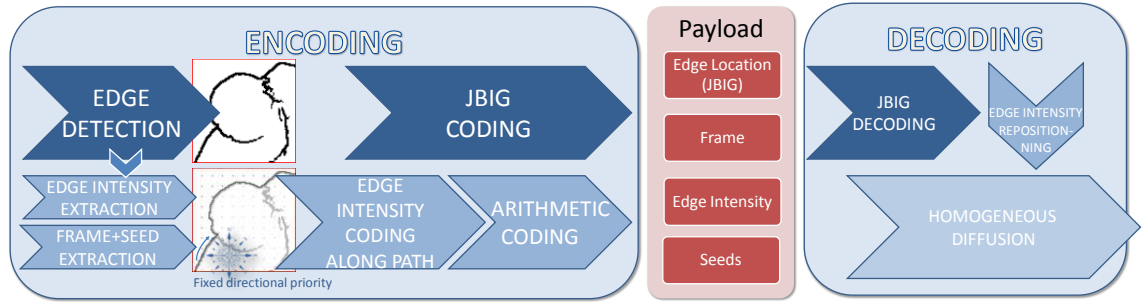 ENCODING
EDGE
DETECTION
JBIG
CODING
EDGE INTENSITY
EXTRACTION
FRAME+SEED
EXTRACTION
EDGE
INTENSITY
CODING
ALONG PATH
ARITHMETIC
CODING
Fixed directional priority
Payload
Edge Location
(JBIG)
Frame
Edge Intensity
Seeds
DECODING
JBIG
DECODING
EDGE INTENSITY
REPOSITION-
NING
HOMOGENEOUS
DIFFUSION